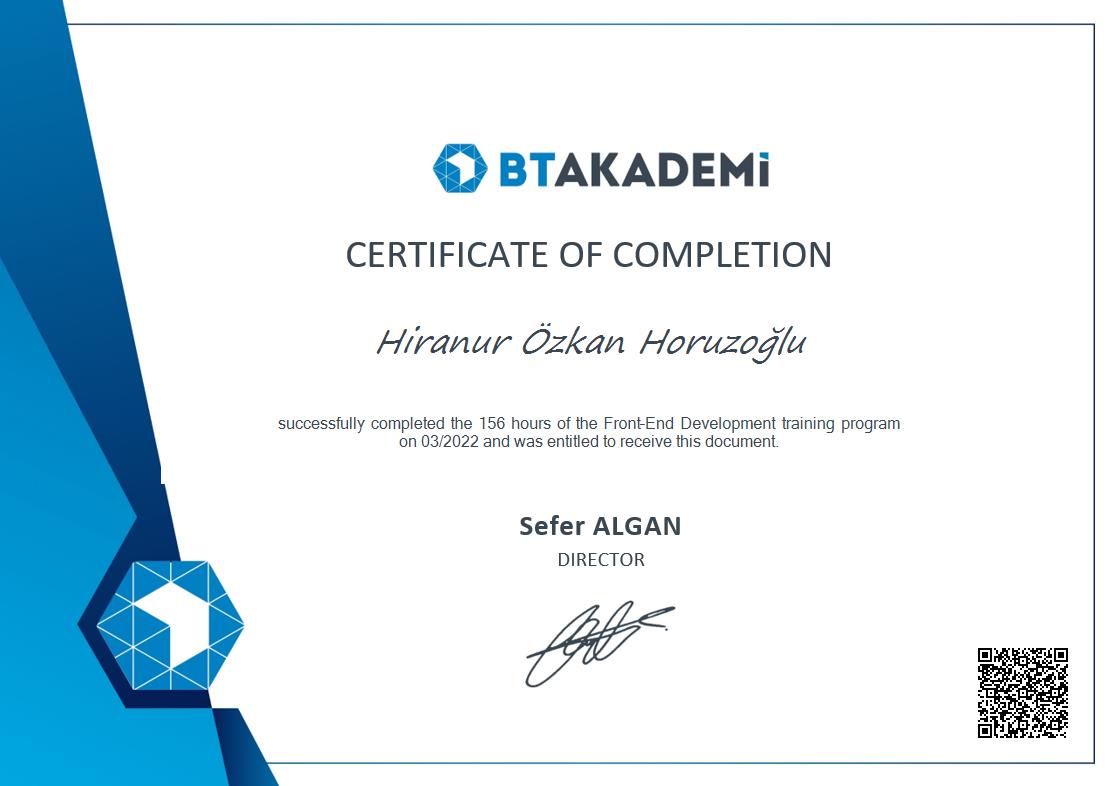 BTAKADEMİ
CERTIFICATE OF COMPLETION
Hiranur Özkan Horuzoğlu
successfully completed the 156 hours of the Front-End Development training program
on 03/2022 and was entitled to receive this document.
Sefer ALGAN
DIRECTOR